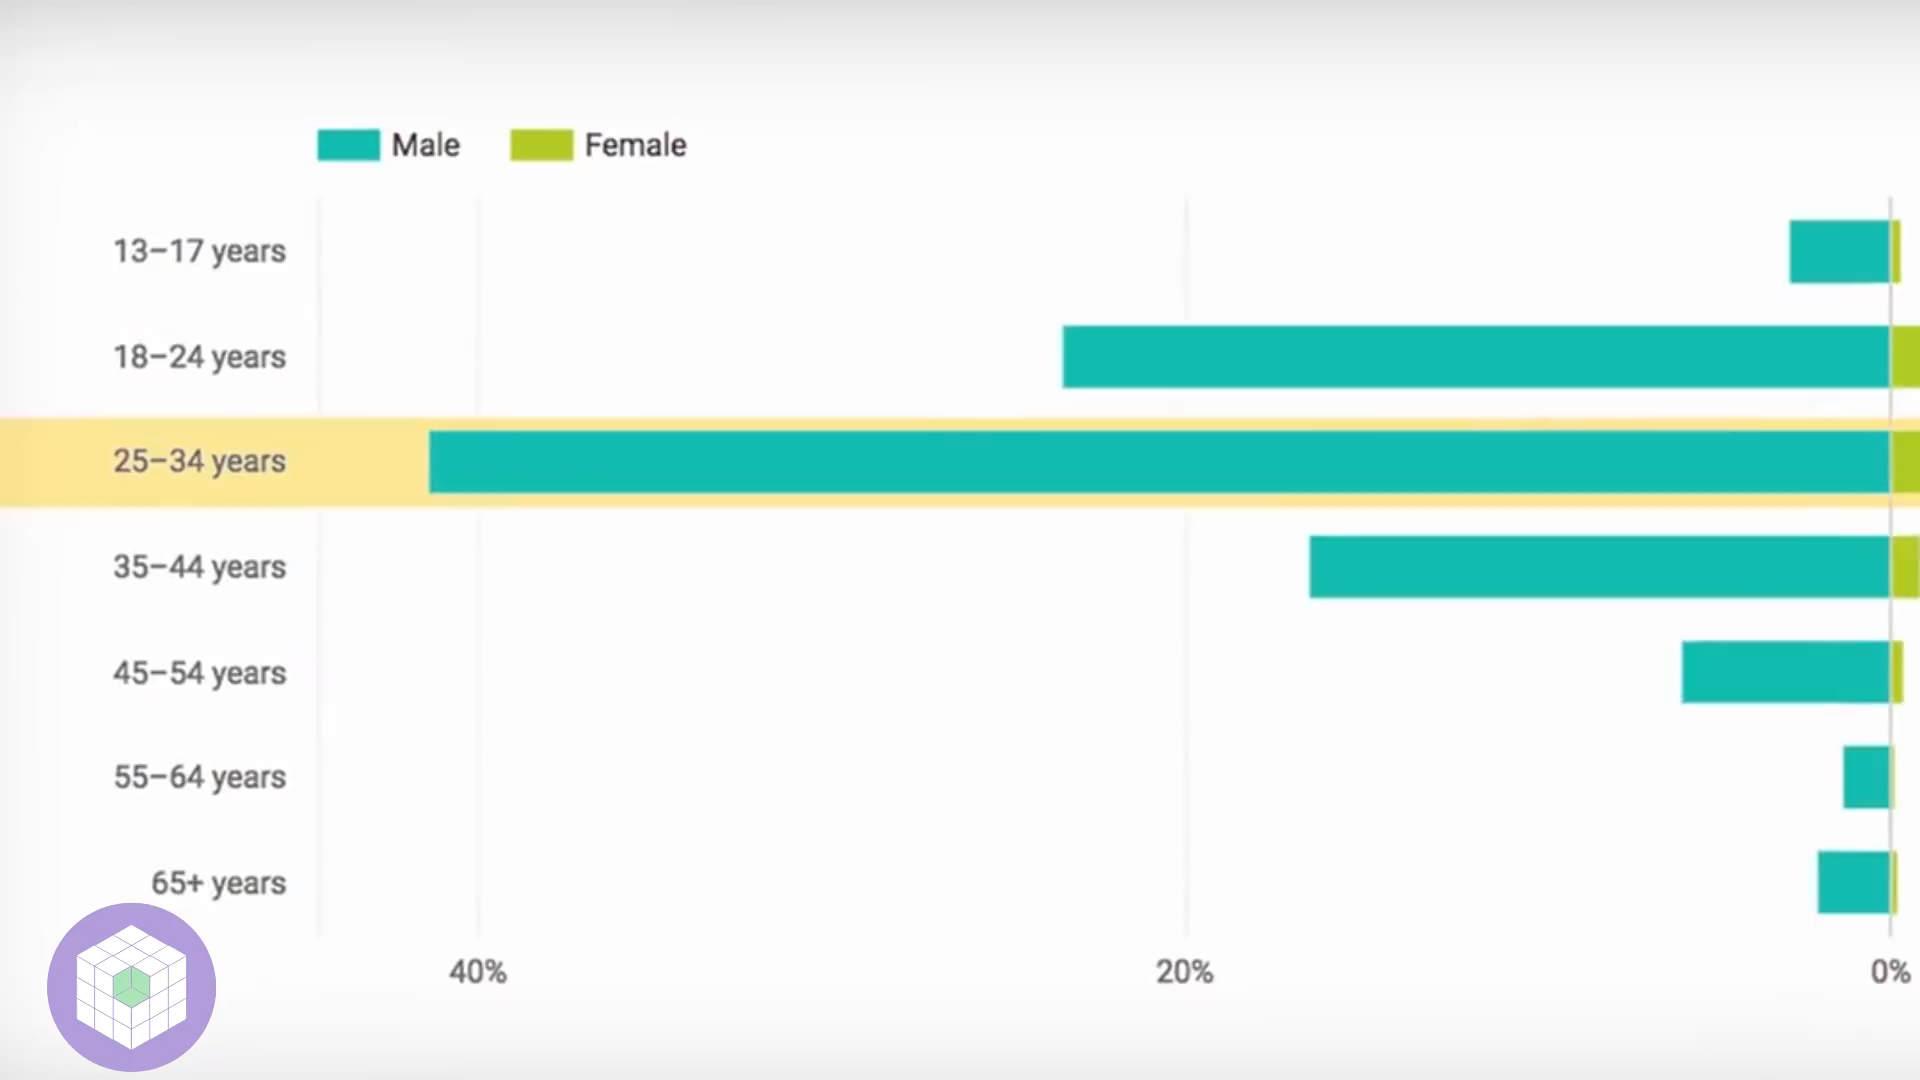 Male Female
13–17 years
18–24 years
25–34 years
35–44 years
45–54 years
55–64 years
65+ years
40% 20% 0%